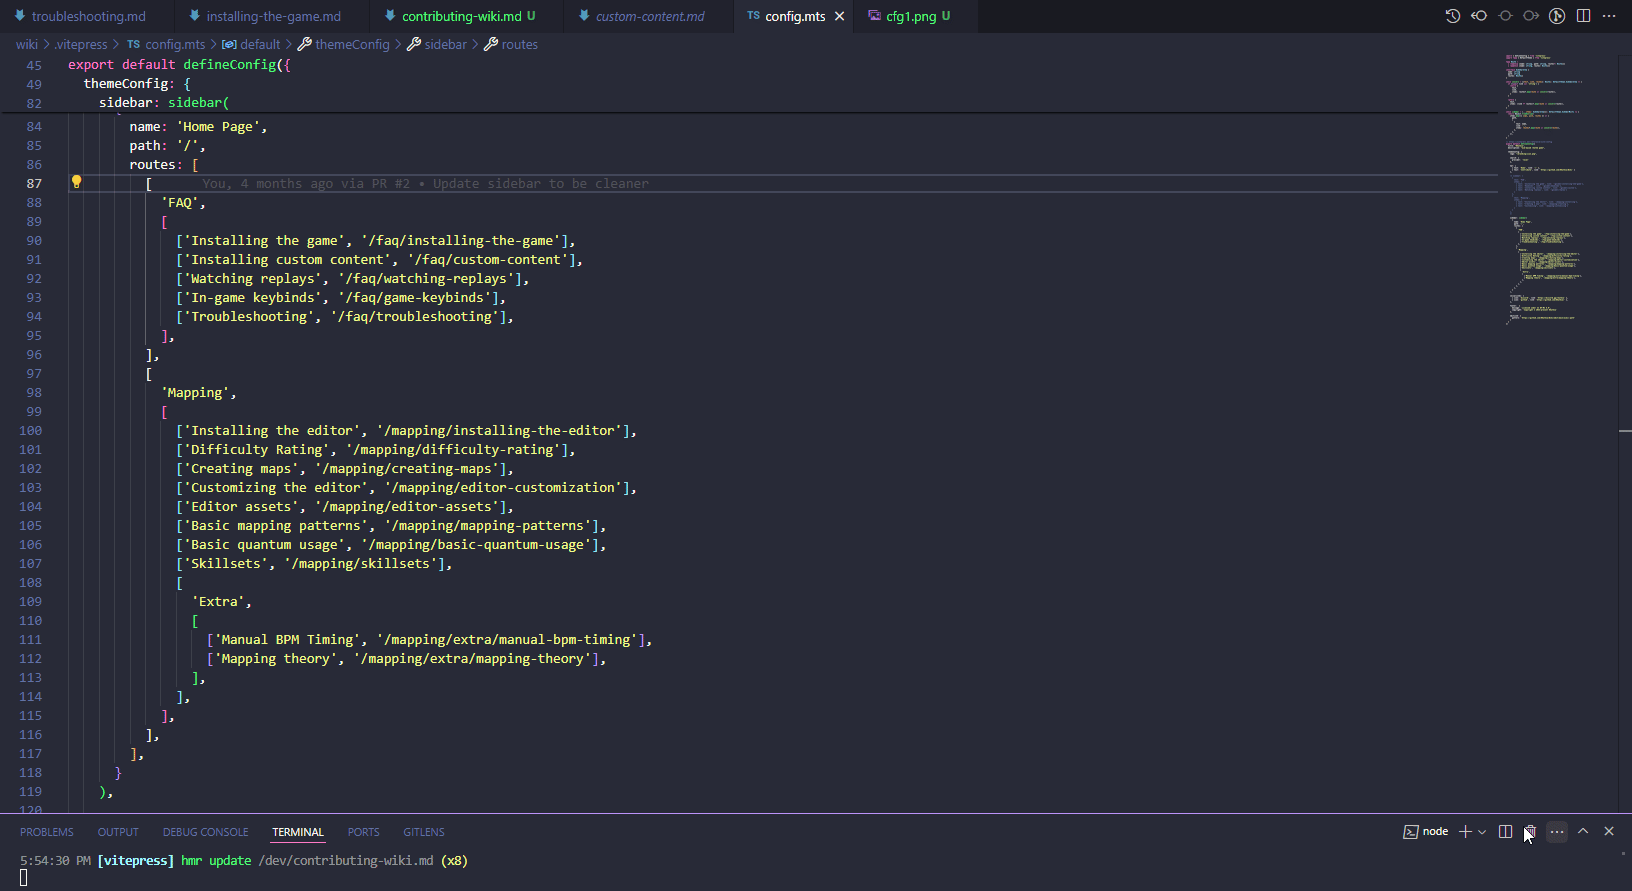 troubleshooting.md installing-the-game.md contributing-wiki.md U custom-content.md TS config.mts cfg1.png U
wiki > .vitepress > TS config.mts > default > themeConfig > sidebar > routes
45 export default defineConfig({
49 themeConfig: {
82 sidebar: sidebar(
84 name: 'Home Page',
85 path: '/',
86 routes: [
87 [ You, 4 months ago via PR #2 • Update sidebar to be cleaner
88 'FAQ',
89 [
90 ['Installing the game', '/faq/installing-the-game'],
91 ['Installing custom content', '/faq/custom-content'],
92 ['Watching replays', '/faq/watching-replays'],
93 ['In-game keybinds', '/faq/game-keybinds'],
94 ['Troubleshooting', '/faq/troubleshooting'],
95 ],
96 ],
97 [
98 'Mapping',
99 [
100 ['Installing the editor', '/mapping/installing-the-editor'],
101 ['Difficulty Rating', '/mapping/difficulty-rating'],
102 ['Creating maps', '/mapping/creating-maps'],
103 ['Customizing the editor', '/mapping/editor-customization'],
104 ['Editor assets', '/mapping/editor-assets'],
105 ['Basic mapping patterns', '/mapping/mapping-patterns'],
106 ['Basic quantum usage', '/mapping/basic-quantum-usage'],
107 ['Skillsets', '/mapping/skillsets'],
108 [
109 'Extra',
110 [
111 ['Manual BPM Timing', '/mapping/extra/manual-bpm-timing'],
112 ['Mapping theory', '/mapping/extra/mapping-theory'],
113 ],
114 ],
115 ],
116 ],
117 ],
118 }
119 ),
120
PROBLEMS OUTPUT DEBUG CONSOLE TERMINAL PORTS GITLENS node
5:54:30 PM [vitepress] hmr update /dev/contributing-wiki.md (x8)